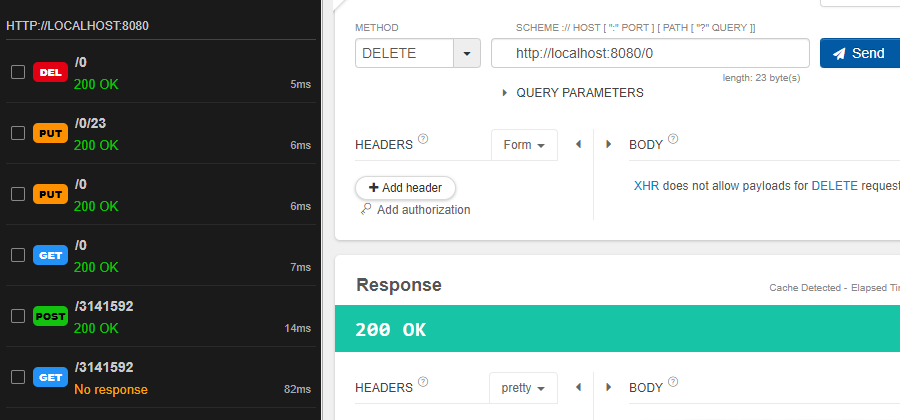 HTTP://LOCALHOST:8080
DEL /0
200 OK 5ms
PUT /0/23
200 OK 6ms
PUT /0
200 OK 6ms
GET /0
200 OK 7ms
POST /3141592
200 OK 14ms
GET /3141592
No response 82ms
METHOD SCHEME :// HOST [ ":" PORT ] [ PATH [ "?" QUERY ]]
DELETE http://localhost:8080/0 Send
length: 23 byte(s)
QUERY PARAMETERS
HEADERS ? Form BODY ?
+ Add header XHR does not allow payloads for DELETE request
Add authorization
Response Cache Detected - Elapsed Tim
200 OK
HEADERS ? pretty BODY ?